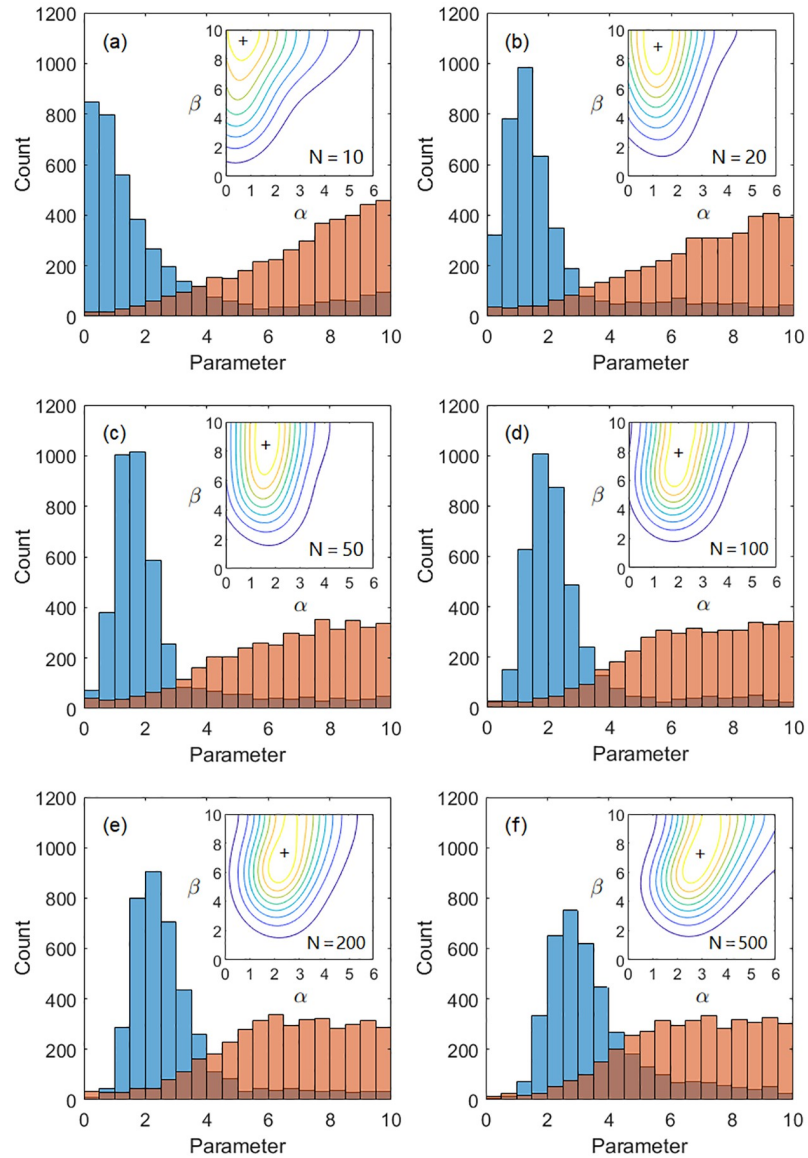 1200
1000
800
600
400
200
0
Count
(a)
10
8
6
4
2
0
β
N = 10
0 1 2 3 4 5 6
α
0 2 4 6 8 10
Parameter
1200
1000
800
600
400
200
0
Count
(b)
10
8
6
4
2
0
β
N = 20
0 1 2 3 4 5 6
α
0 2 4 6 8 10
Parameter
1200
1000
800
600
400
200
0
Count
(c)
10
8
6
4
2
0
β
N = 50
0 1 2 3 4 5 6
α
0 2 4 6 8 10
Parameter
1200
1000
800
600
400
200
0
Count
(d)
10
8
6
4
2
0
β
N = 100
0 1 2 3 4 5 6
α
0 2 4 6 8 10
Parameter
1200
1000
800
600
400
200
0
Count
(e)
10
8
6
4
2
0
β
N = 200
0 1 2 3 4 5 6
α
0 2 4 6 8 10
Parameter
1200
1000
800
600
400
200
0
Count
(f)
10
8
6
4
2
0
β
N = 500
0 1 2 3 4 5 6
α
0 2 4 6 8 10
Parameter